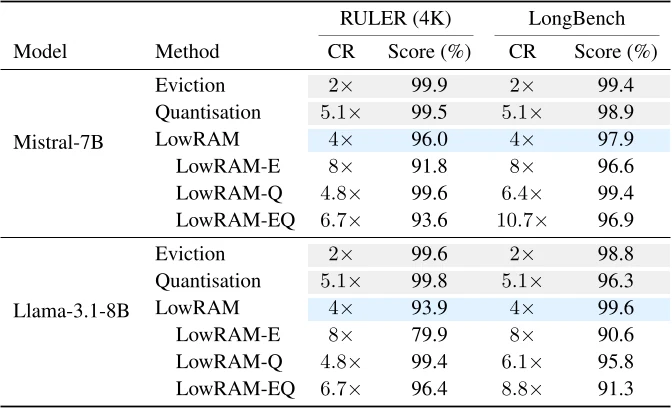 RULER (4K) LongBench
Model Method CR Score (%) CR Score (%)
Eviction 2× 99.9 2× 99.4
Quantisation 5.1× 99.5 5.1× 98.9
Mistral-7B LowRAM 4× 96.0 4× 97.9
LowRAM-E 8× 91.8 8× 96.6
LowRAM-Q 4.8× 99.6 6.4× 99.4
LowRAM-EQ 6.7× 93.6 10.7× 96.9
Eviction 2× 99.6 2× 98.8
Quantisation 5.1× 99.8 5.1× 96.3
Llama-3.1-8B LowRAM 4× 93.9 4× 99.6
LowRAM-E 8× 79.9 8× 90.6
LowRAM-Q 4.8× 99.4 6.1× 95.8
LowRAM-EQ 6.7× 96.4 8.8× 91.3